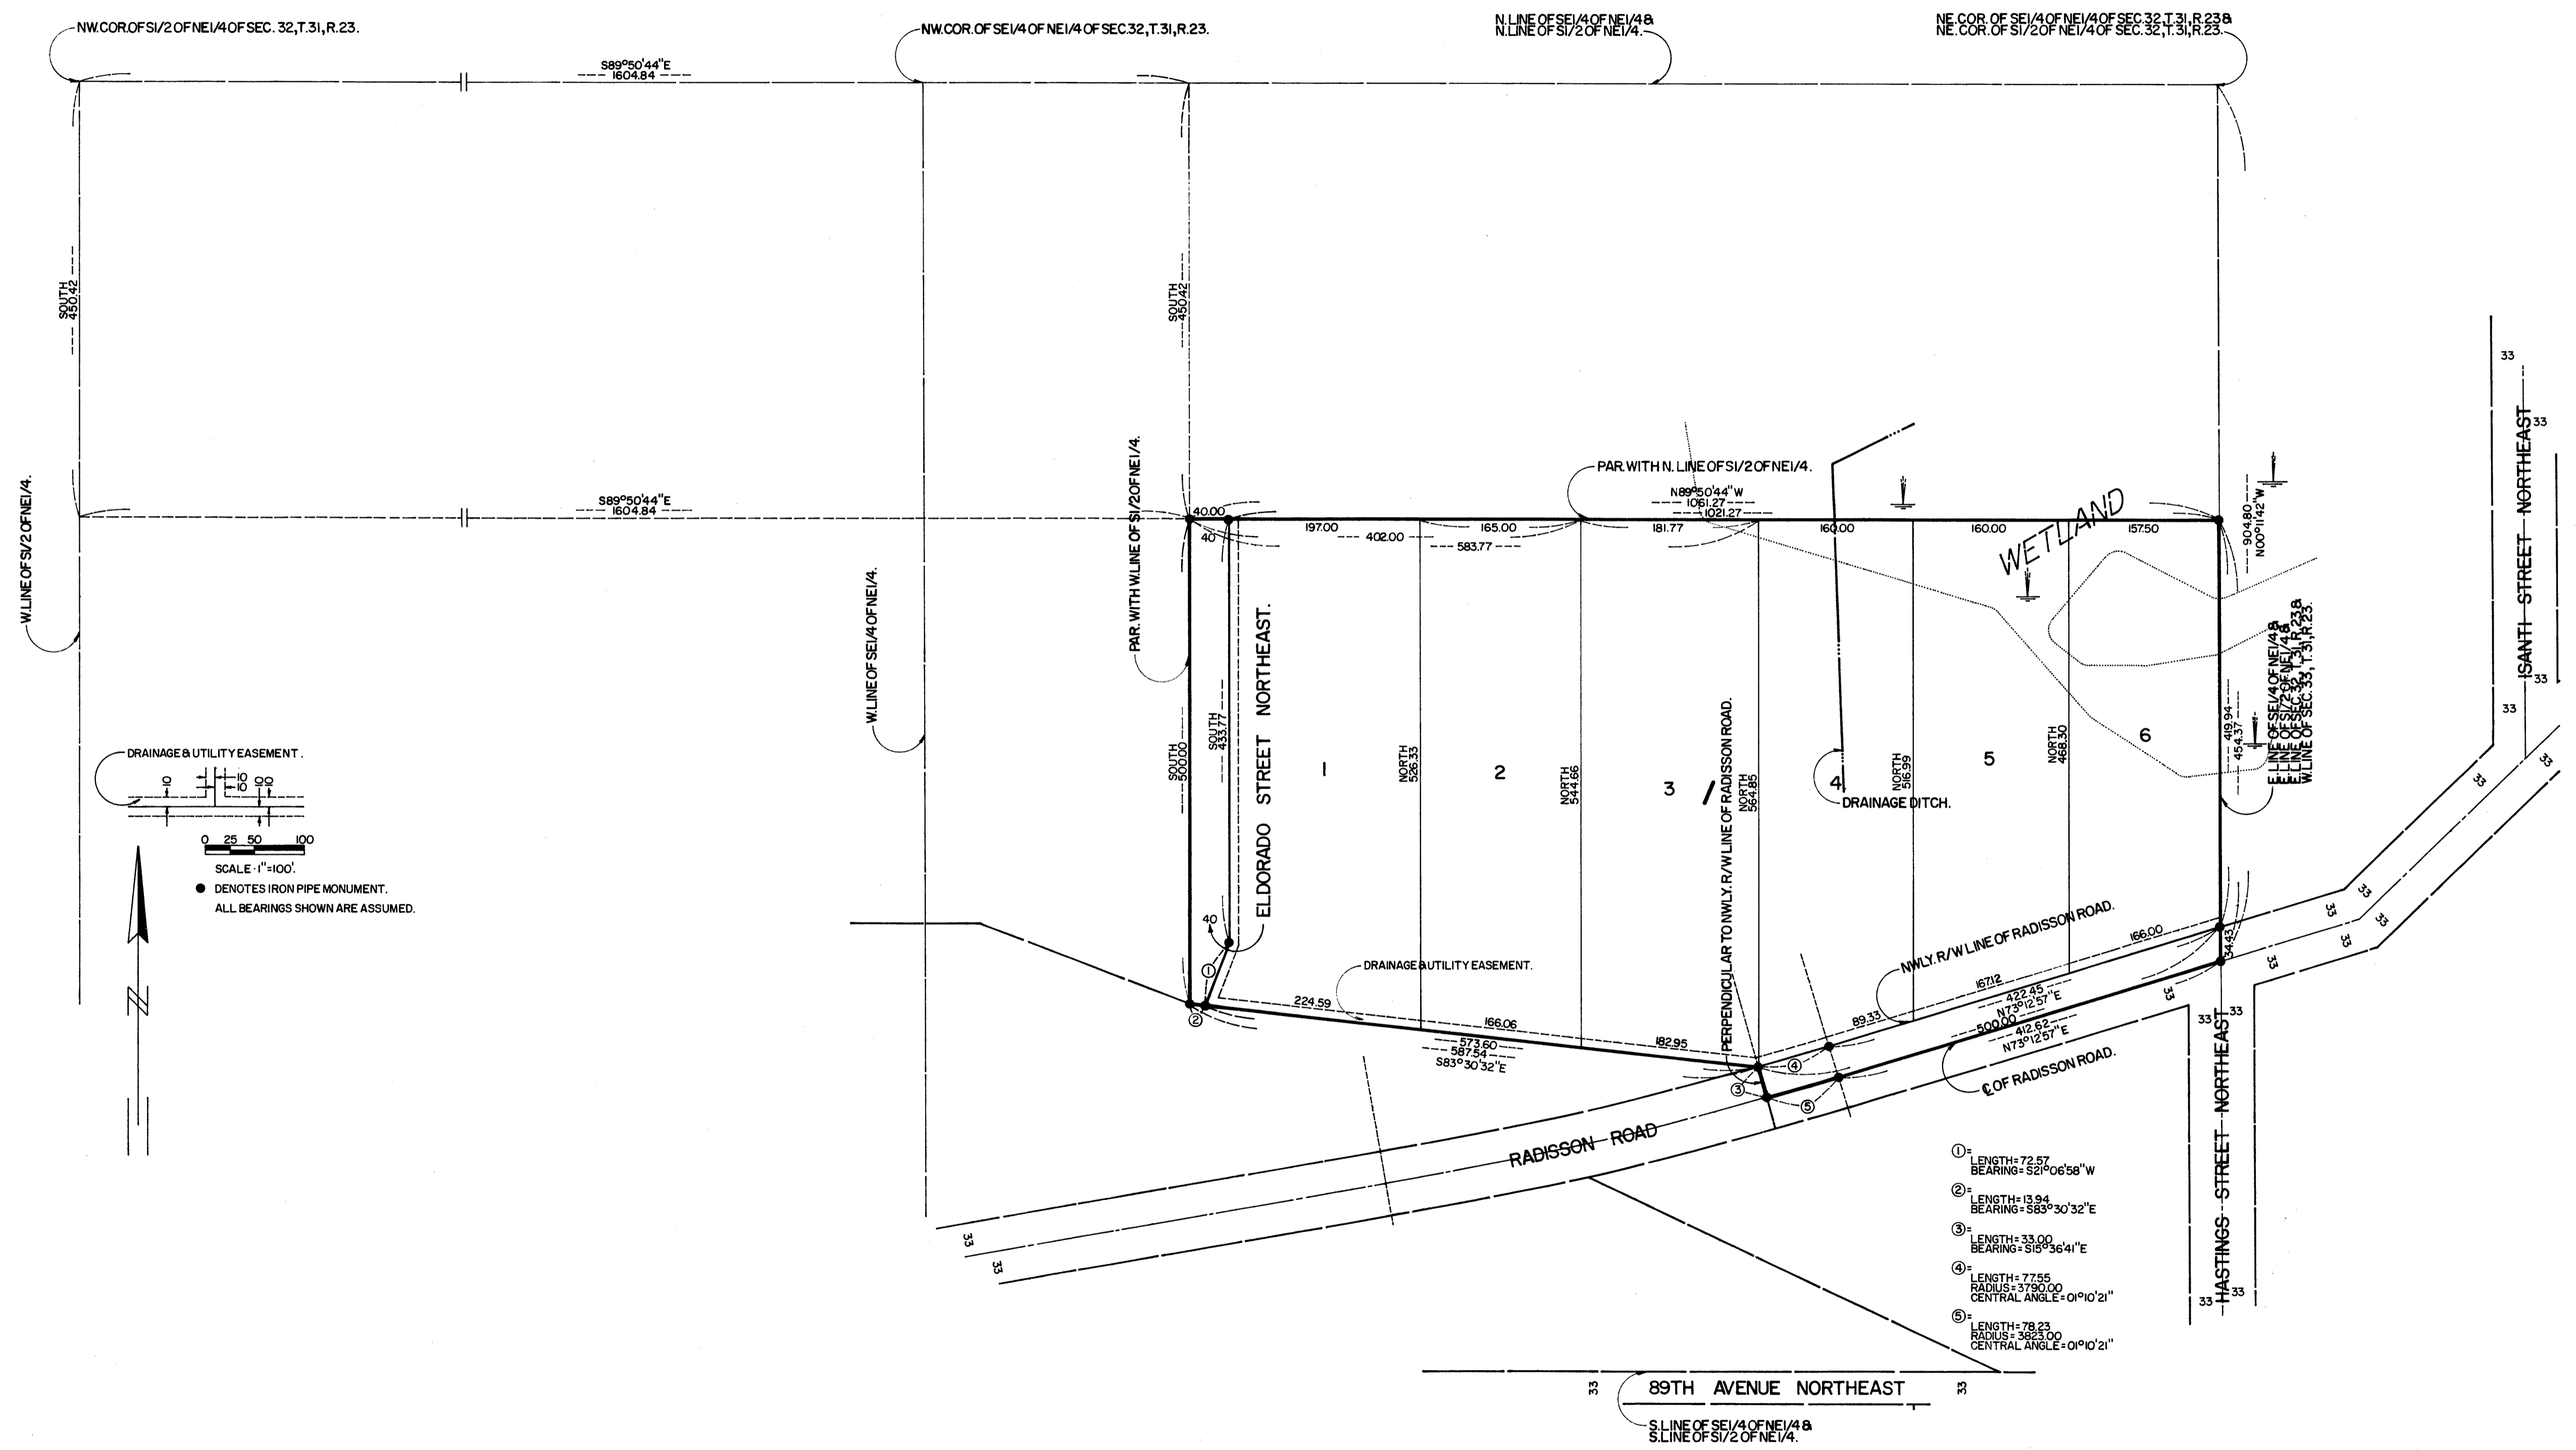 NW. COR. OF S1/2 OF NE1/4 OF SEC. 32, T. 31, R. 23.
NW. COR. OF SE1/4 OF NE1/4 OF SEC. 32, T. 31, R. 23.
N. LINE OF SE1/4 OF NE1/4 &
N. LINE OF S1/2 OF NE1/4.
NE. COR. OF SE1/4 OF NE1/4 OF SEC. 32, T. 31, R. 23 &
NE. COR. OF S1/2 OF NE1/4 OF SEC. 32, T. 31, R. 23.
S89°50'44"E
1604.84
SOUTH
450.42
SOUTH
450.42
S89°50'44"E
1604.84
W. LINE OF S1/2 OF NE1/4.
W. LINE OF SE1/4 OF NE1/4.
PAR. WITH W. LINE OF S1/2 OF NE1/4.
PAR. WITH N. LINE OF S1/2 OF NE1/4.
N89°50'44"W
1061.27
1021.27
40.00
40
197.00
165.00
181.77
160.00
160.00
157.50
402.00
583.77
WETLAND
904.80
N00°11'42"W
ISANTI STREET NORTHEAST
33
33
33
33
E. LINE OF SE1/4 OF NE1/4 &
E. LINE OF S1/2 OF NE1/4 &
E. LINE OF SEC. 32, T. 31, R. 23 &
W. LINE OF SEC. 33, T. 31, R. 23.
419.94
454.37
SOUTH
500.00
SOUTH
433.77
ELDORADO STREET NORTHEAST.
1
NORTH
526.33
2
NORTH
544.66
3
1
PERPENDICULAR TO NWLY. R/W LINE OF RADISSON ROAD.
NORTH
564.85
4
DRAINAGE DITCH.
NORTH
516.99
5
NORTH
468.30
6
DRAINAGE & UTILITY EASEMENT.
10
10
10
10
10
0 25 50 100
SCALE · 1"=100'.
DENOTES IRON PIPE MONUMENT.
ALL BEARINGS SHOWN ARE ASSUMED.
N
40
1
2
DRAINAGE & UTILITY EASEMENT.
224.59
166.06
182.95
573.60
587.54
S83°30'32"E
3
4
5
89.33
167.12
166.00
34.43
NWLY. R/W LINE OF RADISSON ROAD.
422.45
N73°12'57"E
500.00
412.62
N73°12'57"E
℄ OF RADISSON ROAD.
33
33
33
33
33
33
33
33
33
33
33
RADISSON ROAD
33
33
HASTINGS STREET NORTHEAST
33
33
1=
LENGTH=72.57
BEARING=S21°06'58"W
2=
LENGTH=13.94
BEARING=S83°30'32"E
3=
LENGTH=33.00
BEARING=S15°36'41"E
4=
LENGTH=77.55
RADIUS=3790.00
CENTRAL ANGLE=01°10'21"
5=
LENGTH=78.23
RADIUS=3823.00
CENTRAL ANGLE=01°10'21"
33
89TH AVENUE NORTHEAST
33
S. LINE OF SE1/4 OF NE1/4 &
S. LINE OF S1/2 OF NE1/4.